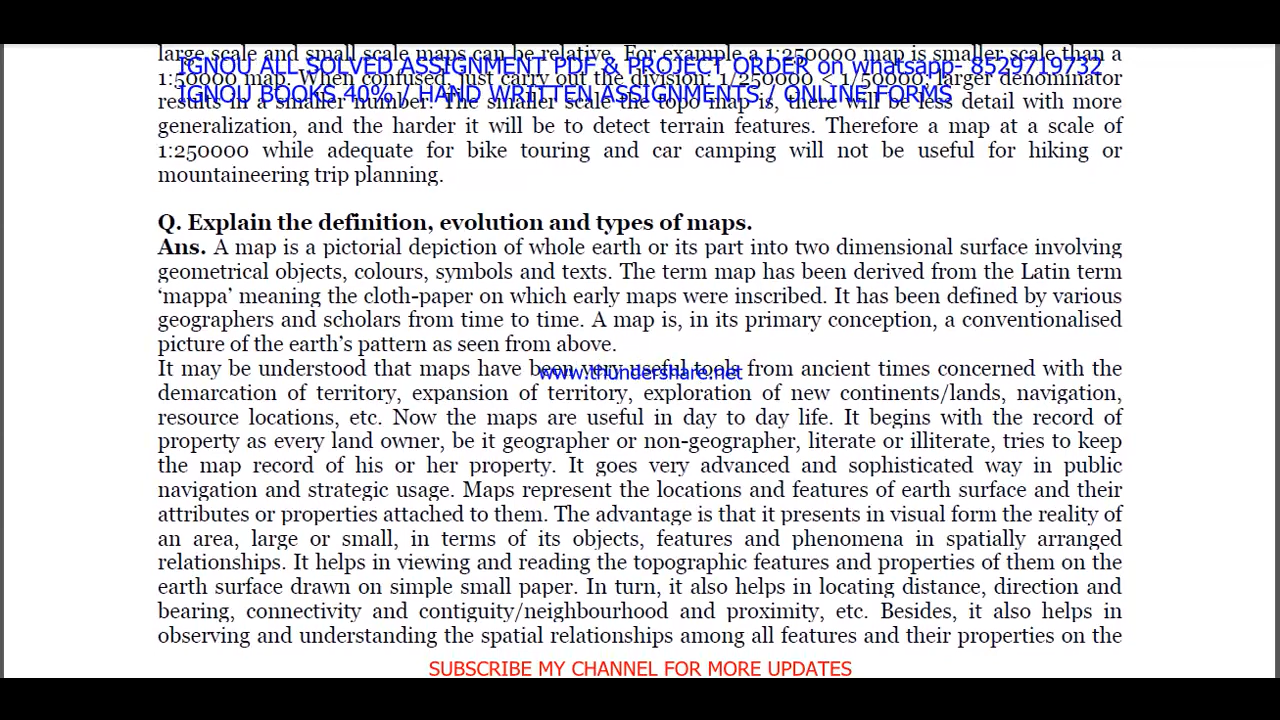 large scale and small scale maps can be relative. For example a 1:250000 map is smaller scale than a
IGNOU ALL SOLVED ASSIGNMENT PDF & PROJECT ORDER on whatsapp- 8529719732
1:50000 map. When confused, just carry out the division: 1/250000 < 1/50000, larger denominator
IGNOU BOOKS 40% / HAND WRITTEN ASSIGNMENTS / ONLINE FORMS
results in a smaller number. The smaller scale the topo map is, there will be less detail with more
generalization, and the harder it will be to detect terrain features. Therefore a map at a scale of
1:250000 while adequate for bike touring and car camping will not be useful for hiking or
mountaineering trip planning.
Q. Explain the definition, evolution and types of maps.
Ans. A map is a pictorial depiction of whole earth or its part into two dimensional surface involving
geometrical objects, colours, symbols and texts. The term map has been derived from the Latin term
‘mappa’ meaning the cloth-paper on which early maps were inscribed. It has been defined by various
geographers and scholars from time to time. A map is, in its primary conception, a conventionalised
picture of the earth’s pattern as seen from above.
It may be understood that maps have been very useful tools from ancient times concerned with the
www.thundershare.net
demarcation of territory, expansion of territory, exploration of new continents/lands, navigation,
resource locations, etc. Now the maps are useful in day to day life. It begins with the record of
property as every land owner, be it geographer or non-geographer, literate or illiterate, tries to keep
the map record of his or her property. It goes very advanced and sophisticated way in public
navigation and strategic usage. Maps represent the locations and features of earth surface and their
attributes or properties attached to them. The advantage is that it presents in visual form the reality of
an area, large or small, in terms of its objects, features and phenomena in spatially arranged
relationships. It helps in viewing and reading the topographic features and properties of them on the
earth surface drawn on simple small paper. In turn, it also helps in locating distance, direction and
bearing, connectivity and contiguity/neighbourhood and proximity, etc. Besides, it also helps in
observing and understanding the spatial relationships among all features and their properties on the
SUBSCRIBE MY CHANNEL FOR MORE UPDATES